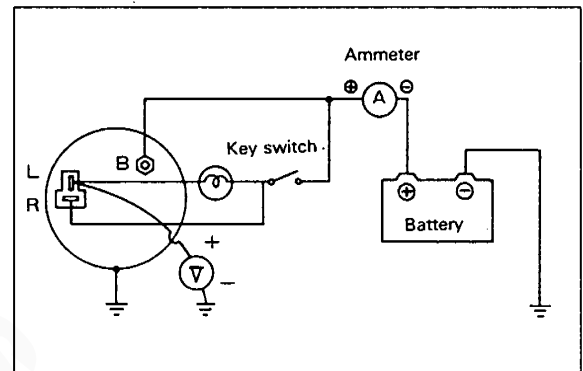 Ammeter
⊕ A ⊖
Key switch
B
L
R
+
V
−
⊕ ⊖
Battery